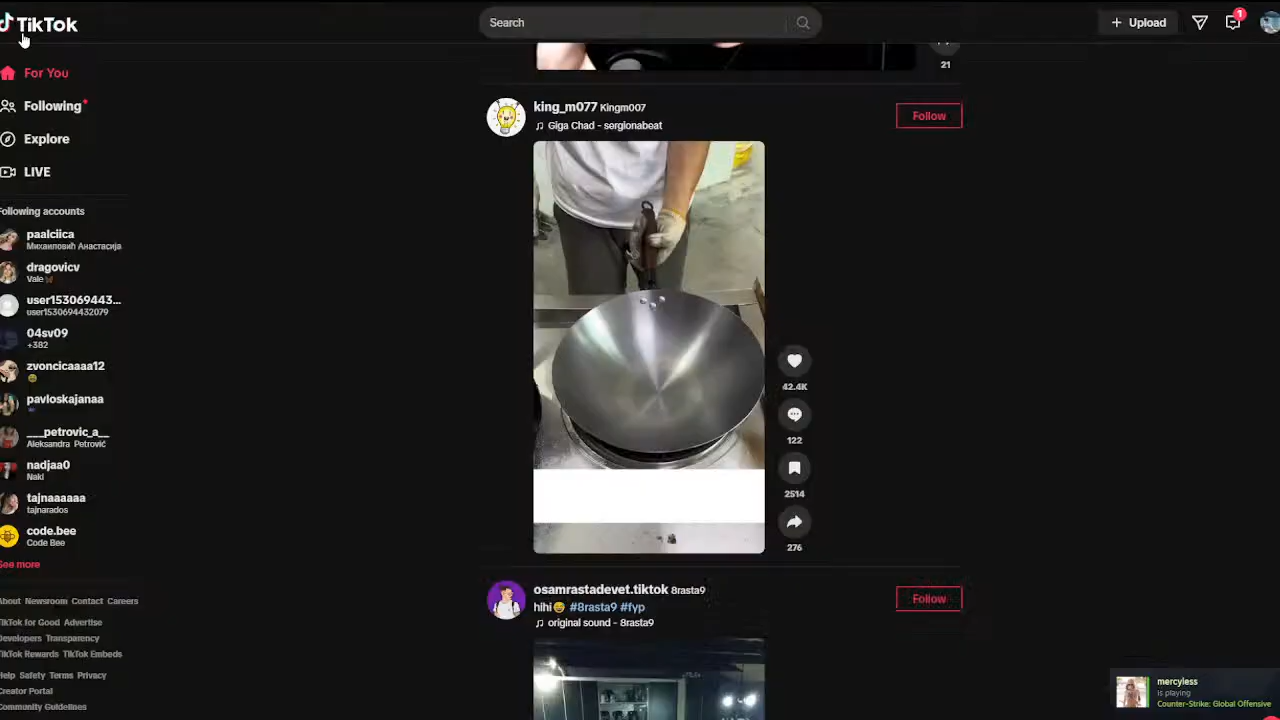 TikTok
Search
Upload
1
For You
Following
Explore
LIVE
Following accounts
paalciica
Михаиловић Анастасија
dragovicv
Vale
user153069443...
user1530694432079
04sv09
+382
zvoncicaaaa12
pavloskajanaa
___petrovic_a__
Aleksandra Petrović
nadjaa0
Naki
tajnaaaaaa
tajnarados
code.bee
Code Bee
See more
About Newsroom Contact Careers
TikTok for Good Advertise
Developers Transparency
TikTok Rewards TikTok Embeds
Help Safety Terms Privacy
Creator Portal
Community Guidelines
21
king_m077 Kingm007
Giga Chad - sergionabeat
Follow
42.4K
122
2514
276
osamrastadevet.tiktok 8rasta9
hihi😅 #8rasta9 #fyp
original sound - 8rasta9
Follow
mercyless
is playing
Counter-Strike: Global Offensive